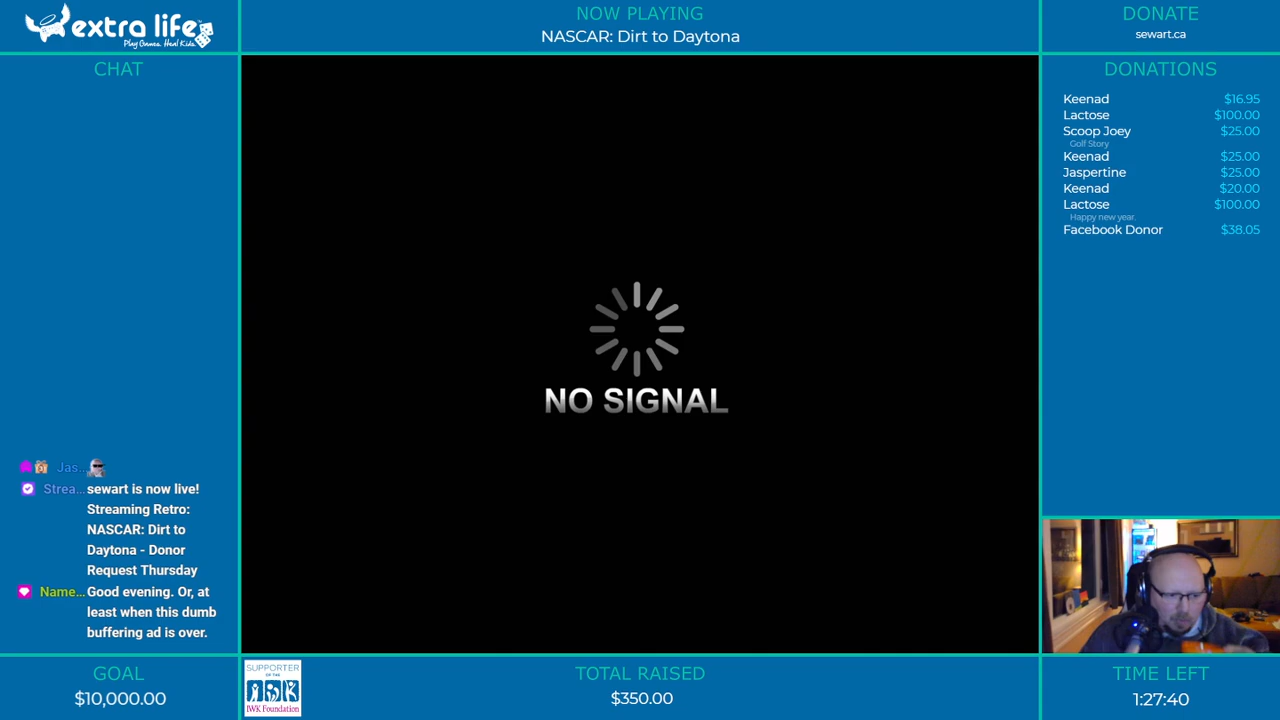 extra life
Play Games. Heal Kids.
NOW PLAYING
NASCAR: Dirt to Daytona
DONATE
sewart.ca
CHAT
DONATIONS
Keenad $16.95
Lactose $100.00
Scoop Joey $25.00
Golf Story
Keenad $25.00
Jaspertine $25.00
Keenad $20.00
Lactose $100.00
Happy new year.
Facebook Donor $38.05
NO SIGNAL
Jas...
Strea... sewart is now live!
Streaming Retro:
NASCAR: Dirt to
Daytona - Donor
Request Thursday
Name... Good evening. Or, at
least when this dumb
buffering ad is over.
GOAL
$10,000.00
SUPPORTER
OF THE
IWK
IWK Foundation
TOTAL RAISED
$350.00
TIME LEFT
1:27:40